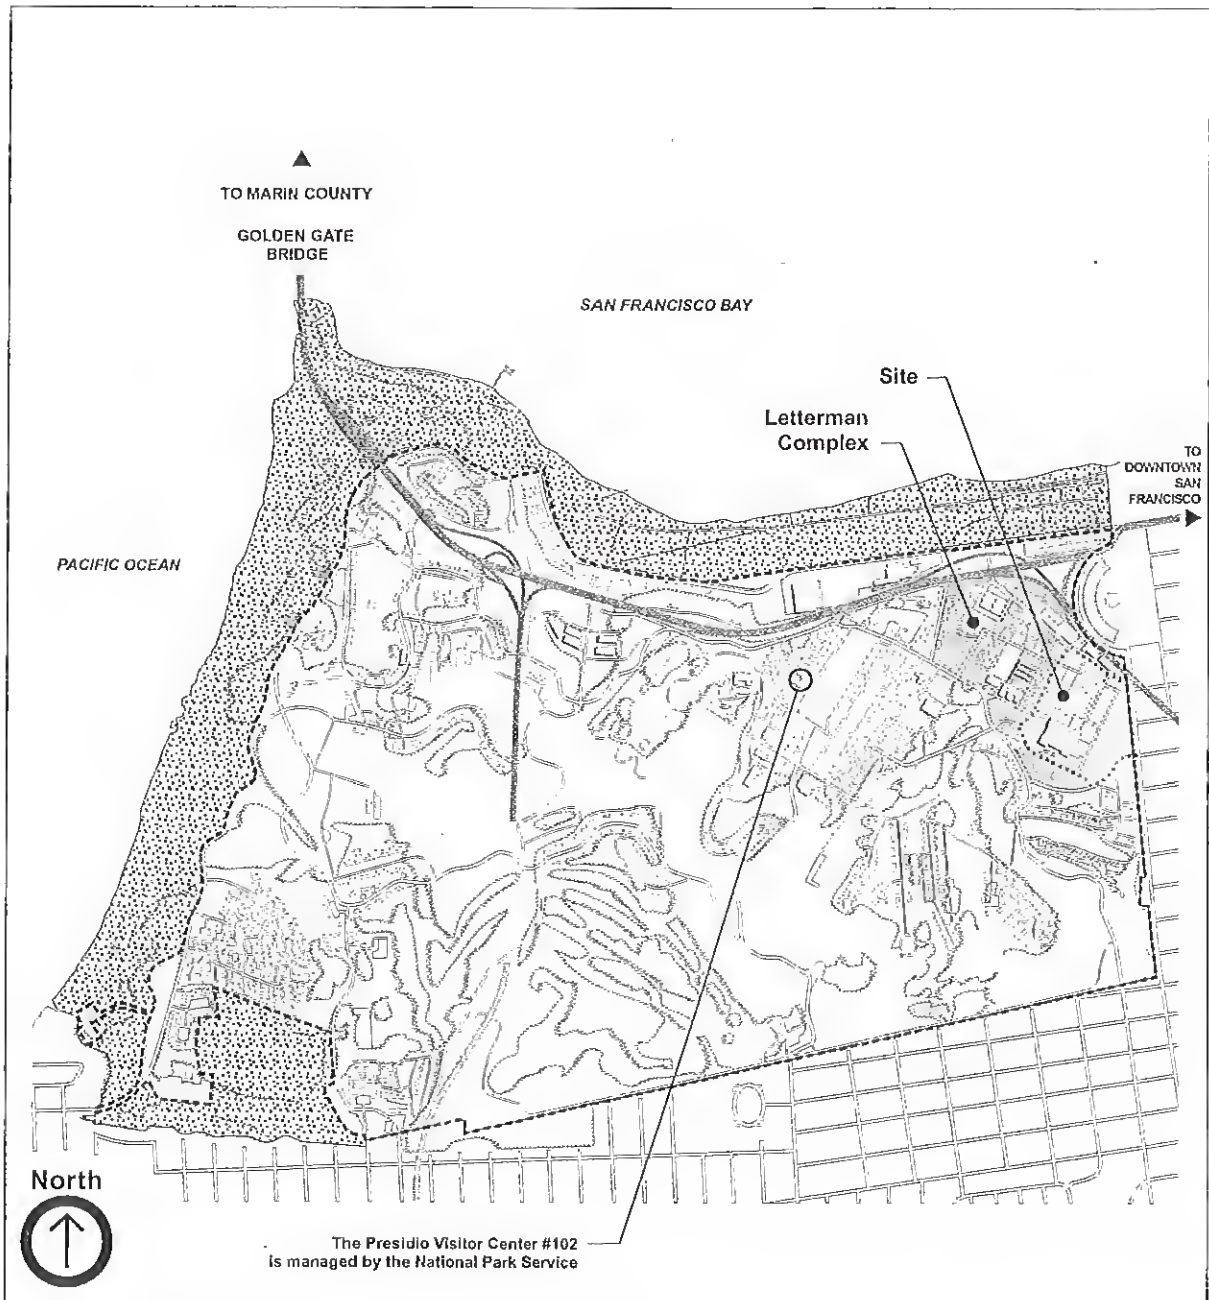 TO MARIN COUNTY
GOLDEN GATE
BRIDGE
SAN FRANCISCO BAY
Site
Letterman
Complex
TO
DOWNTOWN
SAN
FRANCISCO
PACIFIC OCEAN
North
The Presidio Visitor Center #102
is managed by the National Park Service